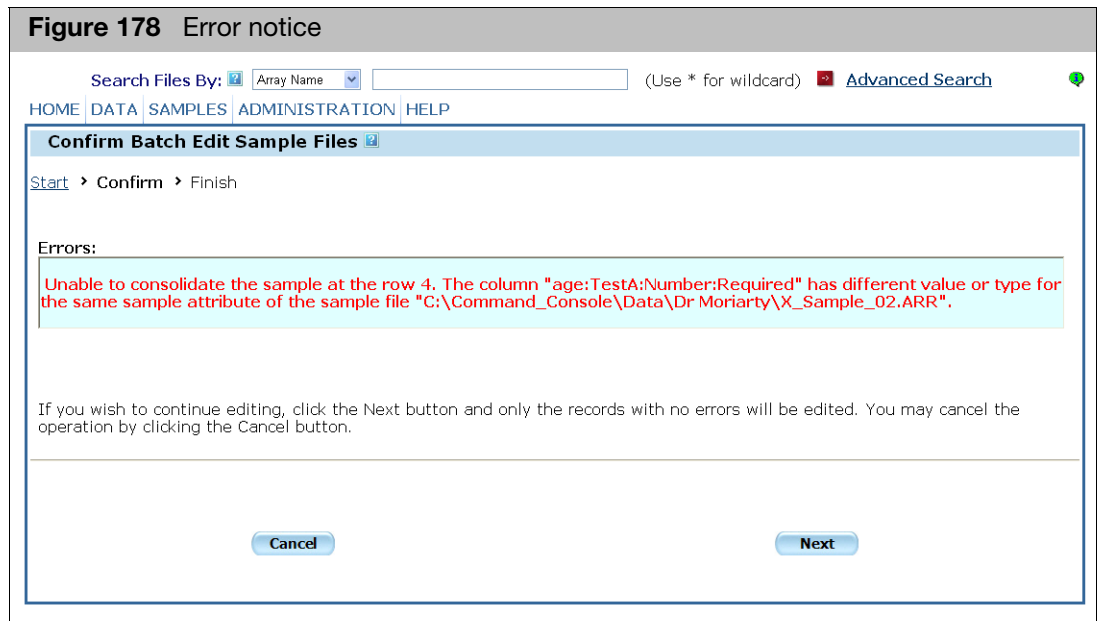 Figure 178 Error notice
Search Files By: Array Name (Use * for wildcard) Advanced Search
HOME DATA SAMPLES ADMINISTRATION HELP
Confirm Batch Edit Sample Files
Start > Confirm > Finish
Errors:
Unable to consolidate the sample at the row 4. The column "age:TestA:Number:Required" has different value or type for
the same sample attribute of the sample file "C:\Command_Console\Data\Dr Moriarty\X_Sample_02.ARR".
If you wish to continue editing, click the Next button and only the records with no errors will be edited. You may cancel the
operation by clicking the Cancel button.
Cancel Next